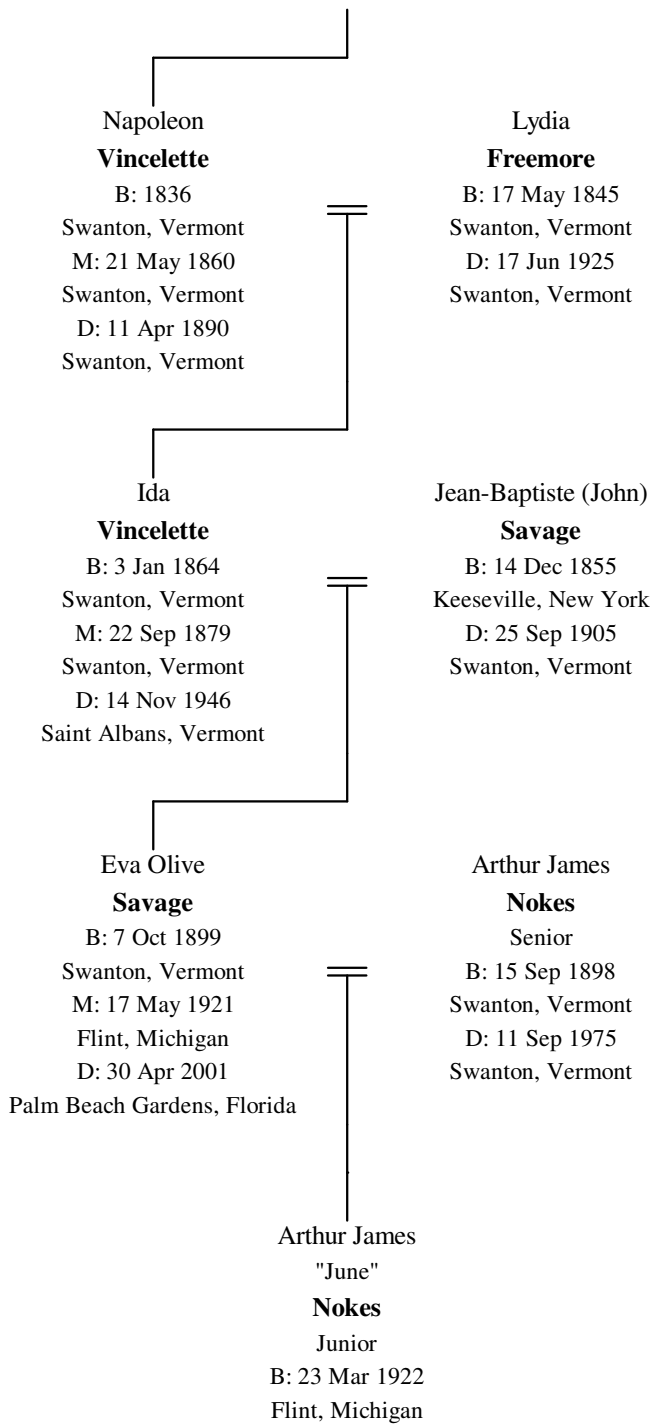 Napoleon
Vincelette
B: 1836
Swanton, Vermont
M: 21 May 1860
Swanton, Vermont
D: 11 Apr 1890
Swanton, Vermont
Lydia
Freemore
B: 17 May 1845
Swanton, Vermont
D: 17 Jun 1925
Swanton, Vermont
Ida
Vincelette
B: 3 Jan 1864
Swanton, Vermont
M: 22 Sep 1879
Swanton, Vermont
D: 14 Nov 1946
Saint Albans, Vermont
Jean-Baptiste (John)
Savage
B: 14 Dec 1855
Keeseville, New York
D: 25 Sep 1905
Swanton, Vermont
Eva Olive
Savage
B: 7 Oct 1899
Swanton, Vermont
M: 17 May 1921
Flint, Michigan
D: 30 Apr 2001
Palm Beach Gardens, Florida
Arthur James
Nokes
Senior
B: 15 Sep 1898
Swanton, Vermont
D: 11 Sep 1975
Swanton, Vermont
Arthur James
"June"
Nokes
Junior
B: 23 Mar 1922
Flint, Michigan